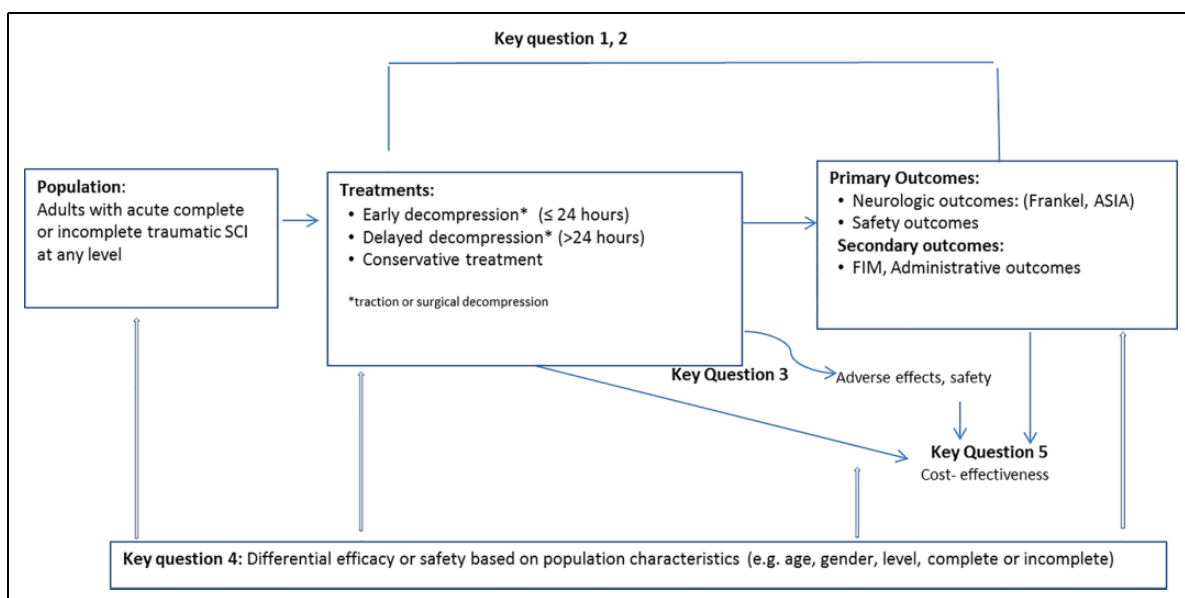 Key question 1, 2
Population:
Adults with acute complete
or incomplete traumatic SCI
at any level
Treatments:
• Early decompression* (≤ 24 hours)
• Delayed decompression* (>24 hours)
• Conservative treatment
*traction or surgical decompression
Primary Outcomes:
• Neurologic outcomes: (Frankel, ASIA)
• Safety outcomes
Secondary outcomes:
• FIM, Administrative outcomes
Key Question 3
Adverse effects, safety
Key Question 5
Cost- effectiveness
Key question 4: Differential efficacy or safety based on population characteristics (e.g. age, gender, level, complete or incomplete)